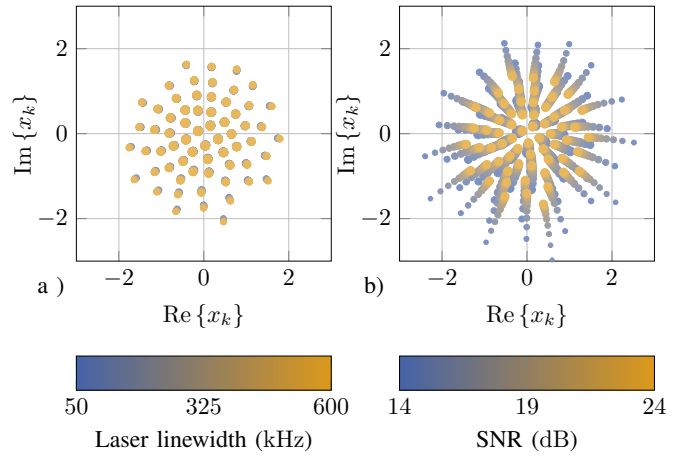 2
0
−2
Im {x_k}
−2 0 2
a )
Re {x_k}
2
0
−2
Im {x_k}
−2 0 2
b)
Re {x_k}
50 325 600
Laser linewidth (kHz)
14 19 24
SNR (dB)